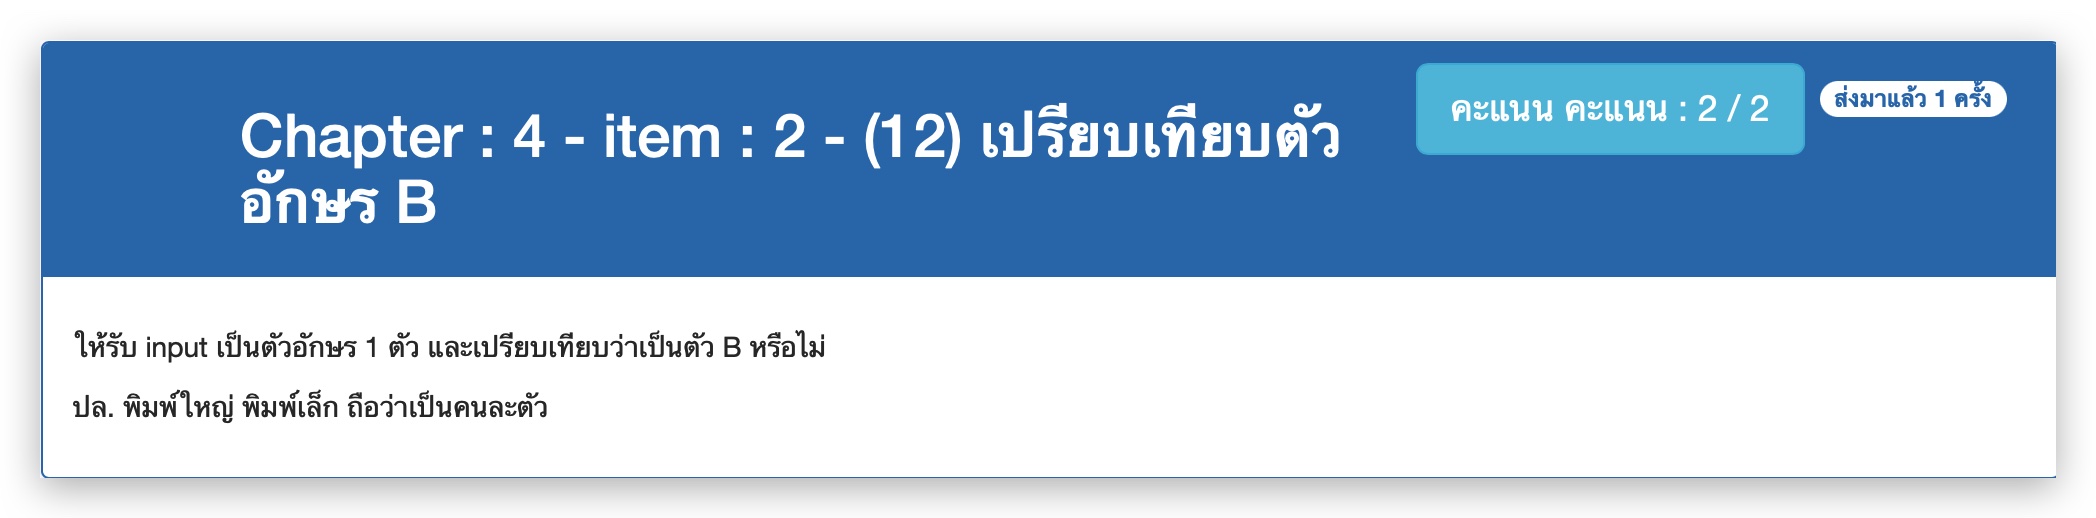 Chapter : 4 - item : 2 - (12) เปรียบเทียบตัว
อักษร B
คะแนน คะแนน : 2 / 2
ส่งมาแล้ว 1 ครั้ง
ให้รับ input เป็นตัวอักษร 1 ตัว และเปรียบเทียบว่าเป็นตัว B หรือไม่
ปล. พิมพ์ใหญ่ พิมพ์เล็ก ถือว่าเป็นคนละตัว